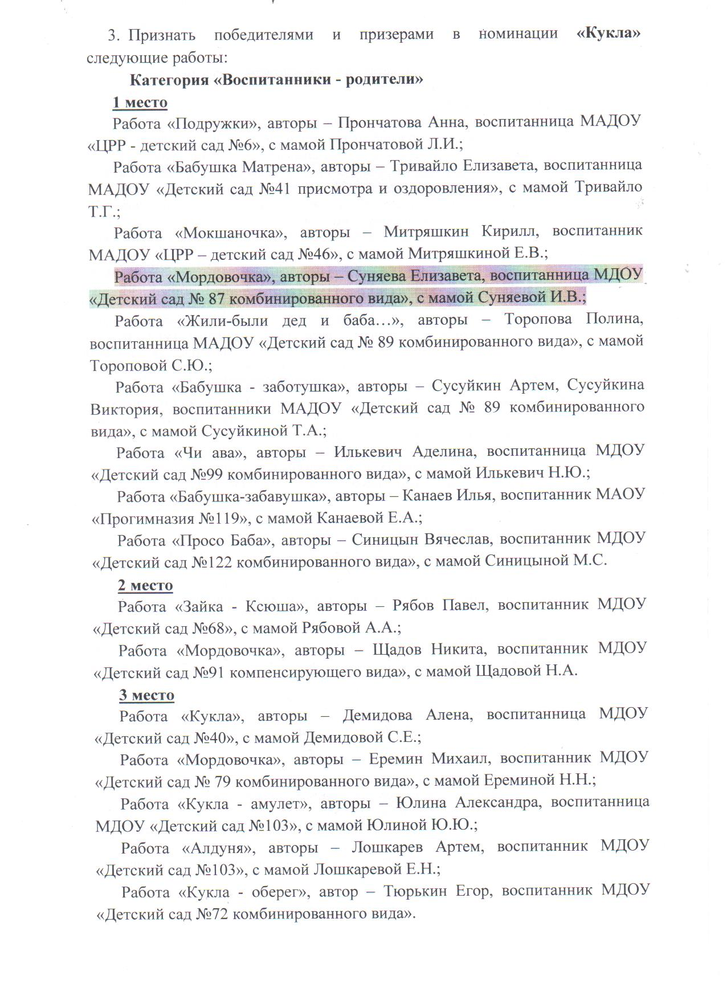 3. Признать победителями и призерами в номинации «Кукла»
следующие работы:
Категория «Воспитанники - родители»
1 место
Работа «Подружки», авторы – Прончатова Анна, воспитанница МАДОУ
«ЦРР - детский сад №6», с мамой Прончатовой Л.И.;
Работа «Бабушка Матрена», авторы – Тривайло Елизавета, воспитанница
МАДОУ «Детский сад №41 присмотра и оздоровления», с мамой Тривайло
Т.Г.;
Работа «Мокшаночка», авторы – Митряшкин Кирилл, воспитанник
МАДОУ «ЦРР – детский сад №46», с мамой Митряшкиной Е.В.;
Работа «Мордовочка», авторы – Суняева Елизавета, воспитанница МДОУ
«Детский сад № 87 комбинированного вида», с мамой Суняевой И.В.;
Работа «Жили-были дед и баба…», авторы – Торопова Полина,
воспитанница МАДОУ «Детский сад № 89 комбинированного вида», с мамой
Тороповой С.Ю.;
Работа «Бабушка - заботушка», авторы – Сусуйкин Артем, Сусуйкина
Виктория, воспитанники МАДОУ «Детский сад № 89 комбинированного
вида», с мамой Сусуйкиной Т.А.;
Работа «Чи ава», авторы – Илькевич Аделина, воспитанница МДОУ
«Детский сад №99 комбинированного вида», с мамой Илькевич Н.Ю.;
Работа «Бабушка-забавушка», авторы – Канаев Илья, воспитанник МАОУ
«Прогимназия №119», с мамой Канаевой Е.А.;
Работа «Просо Баба», авторы – Синицын Вячеслав, воспитанник МДОУ
«Детский сад №122 комбинированного вида», с мамой Синицыной М.С.
2 место
Работа «Зайка - Ксюша», авторы – Рябов Павел, воспитанник МДОУ
«Детский сад №68», с мамой Рябовой А.А.;
Работа «Мордовочка», авторы – Щадов Никита, воспитанник МДОУ
«Детский сад №91 компенсирующего вида», с мамой Щадовой Н.А.
3 место
Работа «Кукла», авторы – Демидова Алена, воспитанница МДОУ
«Детский сад №40», с мамой Демидовой С.Е.;
Работа «Мордовочка», авторы – Еремин Михаил, воспитанник МДОУ
«Детский сад № 79 комбинированного вида», с мамой Ереминой Н.Н.;
Работа «Кукла - амулет», авторы – Юлина Александра, воспитанница
МДОУ «Детский сад №103», с мамой Юлиной Ю.Ю.;
Работа «Алдуня», авторы – Лошкарев Артем, воспитанник МДОУ
«Детский сад №103», с мамой Лошкаревой Е.Н.;
Работа «Кукла - оберег», автор – Тюрькин Егор, воспитанник МДОУ
«Детский сад №72 комбинированного вида».